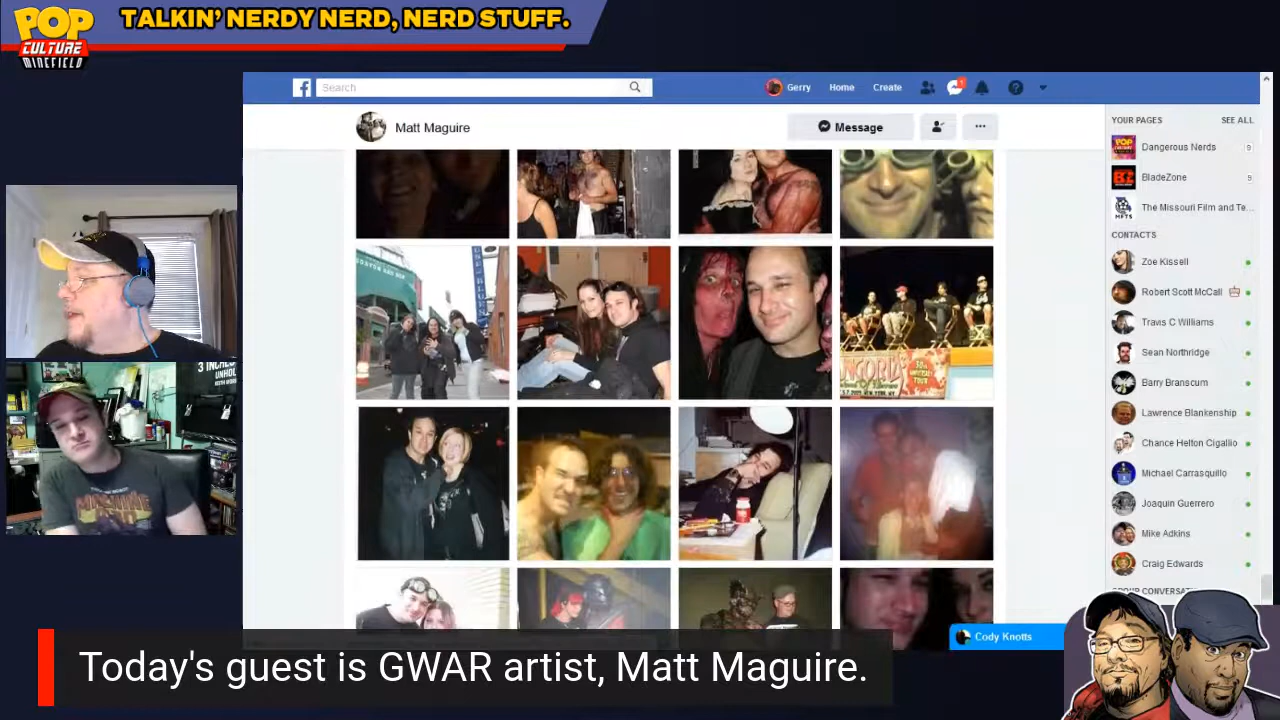 POP
CULTURE
MINEFIELD
TALKIN' NERDY NERD, NERD STUFF.
Search
Gerry
Home
Create
Matt Maguire
Message
YOUR PAGES
SEE ALL
Dangerous Nerds
9
BladeZone
9
The Missouri Film and Te...
CONTACTS
Zoe Kissell
Robert Scott McCall
Travis C Williams
Sean Northridge
Barry Branscum
Lawrence Blankenship
Chance Helton Cigallio
Michael Carrasquillo
Joaquin Guerrero
Mike Adkins
Craig Edwards
Cody Knotts
Today's guest is GWAR artist, Matt Maguire.